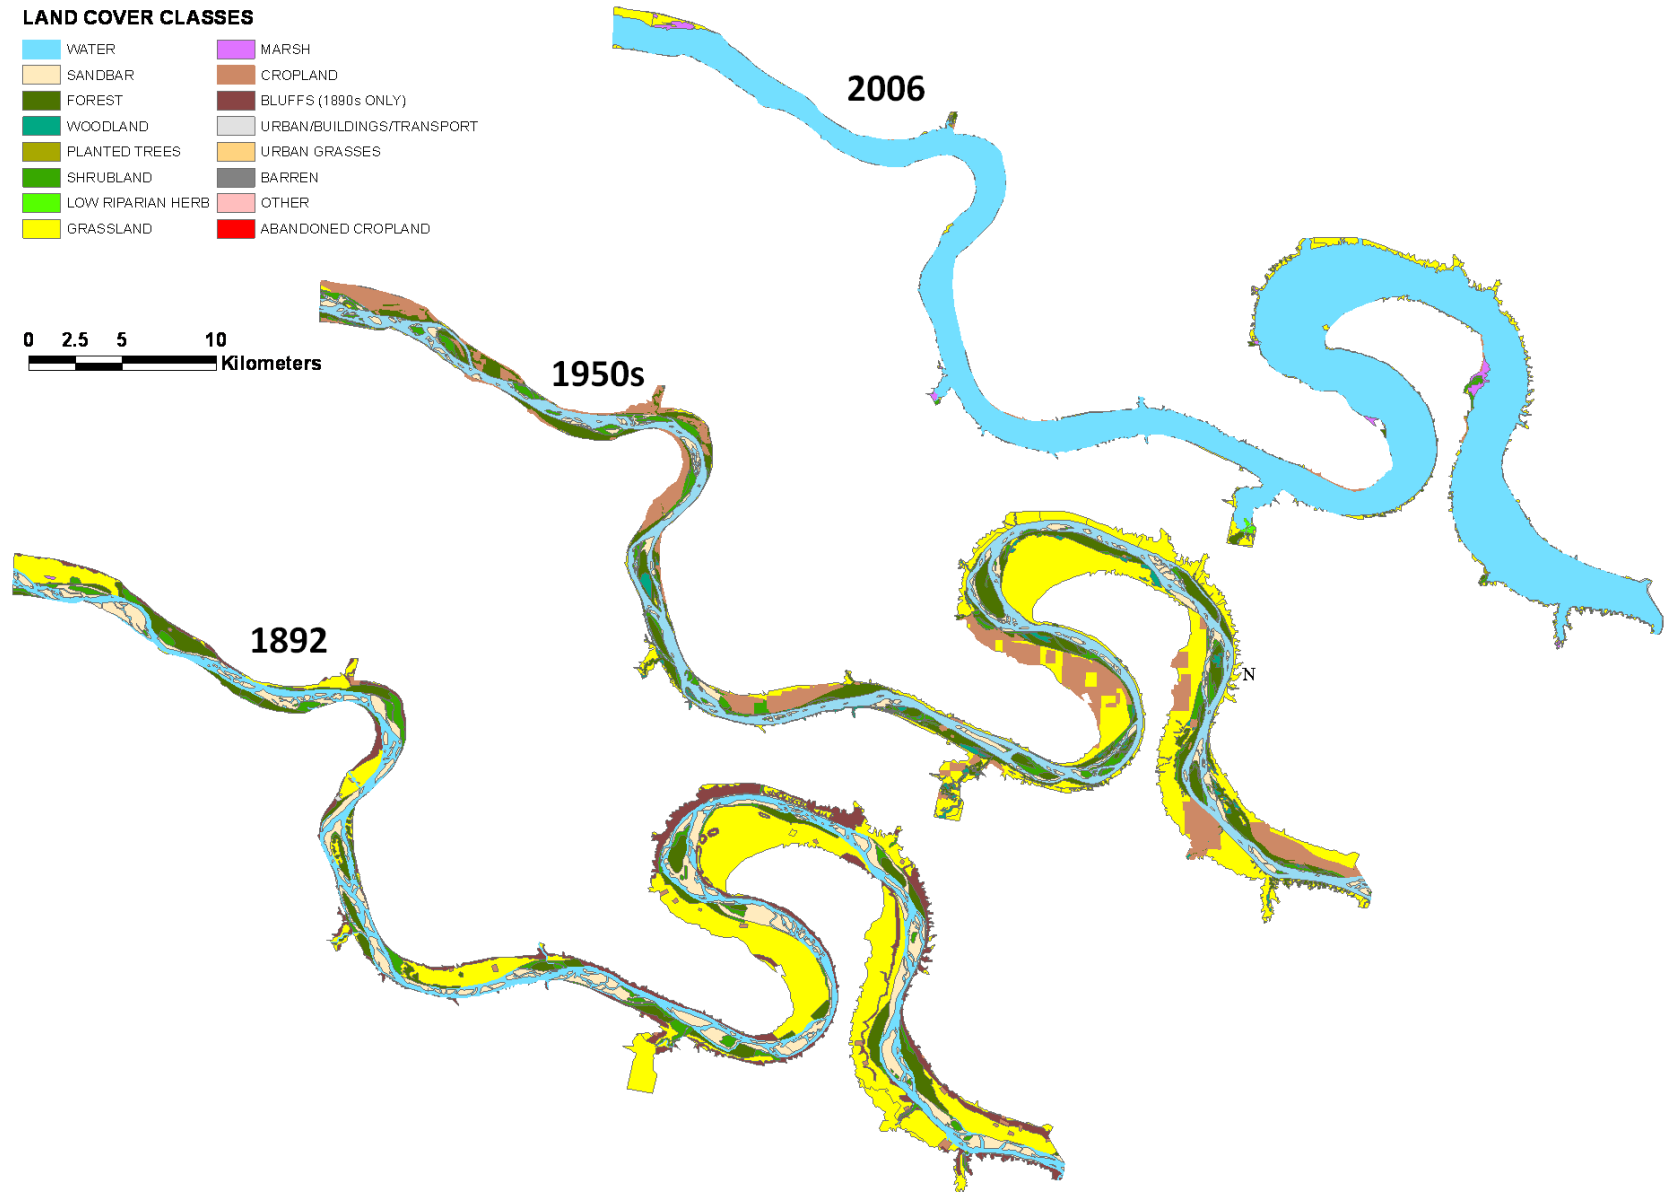 LAND COVER CLASSES
WATER
SANDBAR
FOREST
WOODLAND
PLANTED TREES
SHRUBLAND
LOW RIPARIAN HERB
GRASSLAND
MARSH
CROPLAND
BLUFFS (1890s ONLY)
URBAN/BUILDINGS/TRANSPORT
URBAN GRASSES
BARREN
OTHER
ABANDONED CROPLAND
2006
0 2.5 5 10
Kilometers
1950s
1892
N